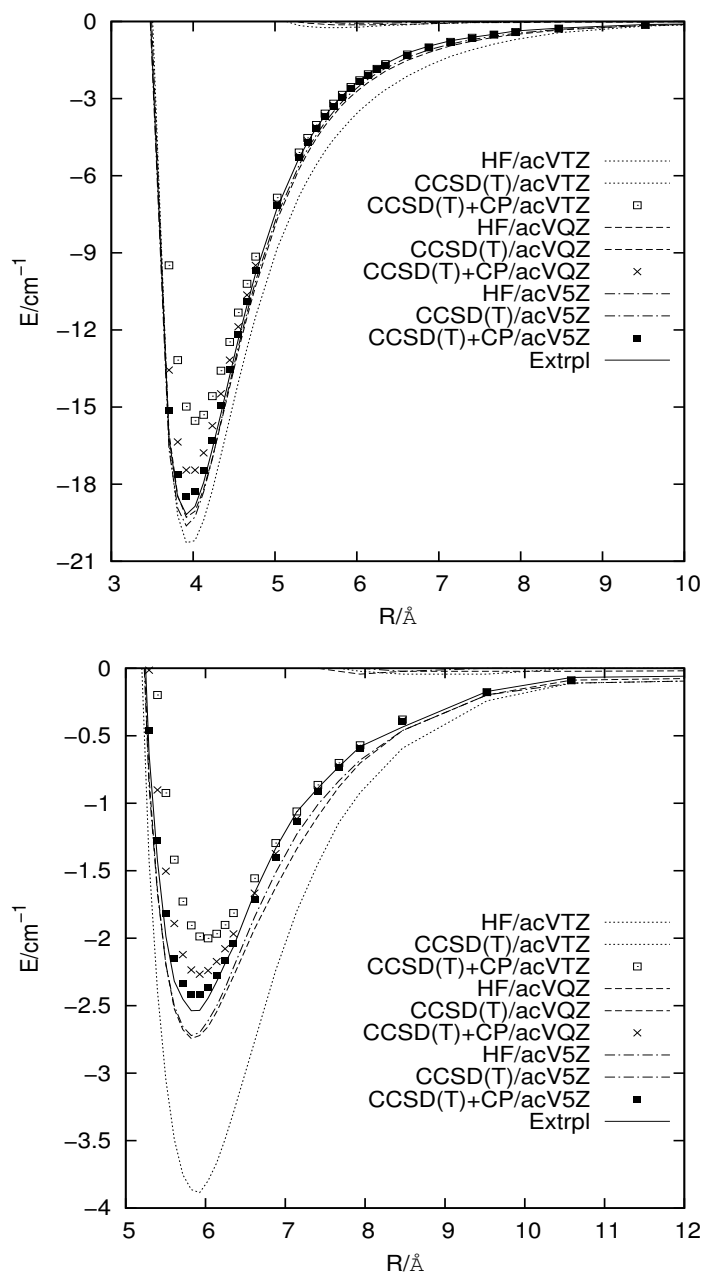 0
−3
−6
−9
−12
−15
−18
−21
E/cm⁻¹
HF/acVTZ
CCSD(T)/acVTZ
CCSD(T)+CP/acVTZ
HF/acVQZ
CCSD(T)/acVQZ
CCSD(T)+CP/acVQZ
HF/acV5Z
CCSD(T)/acV5Z
CCSD(T)+CP/acV5Z
Extrpl
3 4 5 6 7 8 9 10
R/Å
0
−0.5
−1
−1.5
−2
−2.5
−3
−3.5
−4
E/cm⁻¹
HF/acVTZ
CCSD(T)/acVTZ
CCSD(T)+CP/acVTZ
HF/acVQZ
CCSD(T)/acVQZ
CCSD(T)+CP/acVQZ
HF/acV5Z
CCSD(T)/acV5Z
CCSD(T)+CP/acV5Z
Extrpl
5 6 7 8 9 10 11 12
R/Å